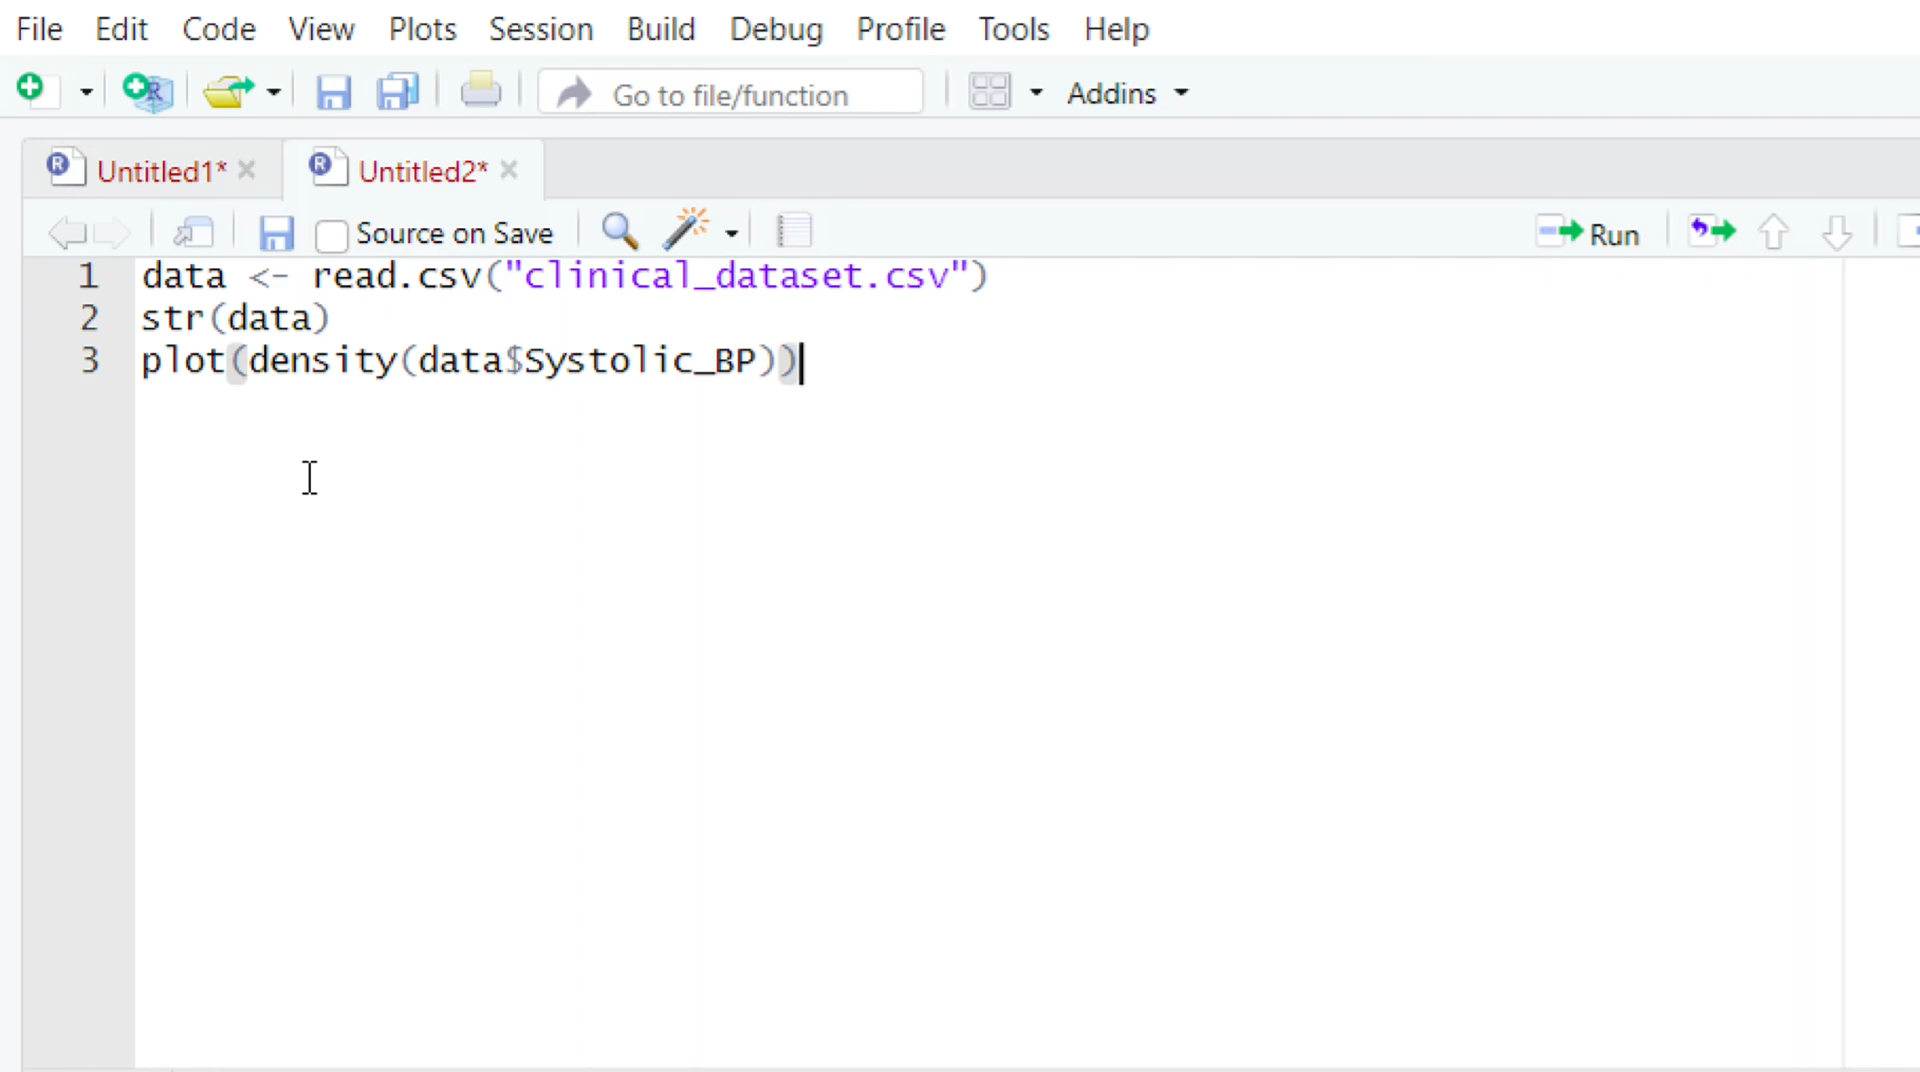 File Edit Code View Plots Session Build Debug Profile Tools Help
Go to file/function Addins
Untitled1* Untitled2*
Source on Save Run
1 data <- read.csv("clinical_dataset.csv")
2 str(data)
3 plot(density(data$Systolic_BP))